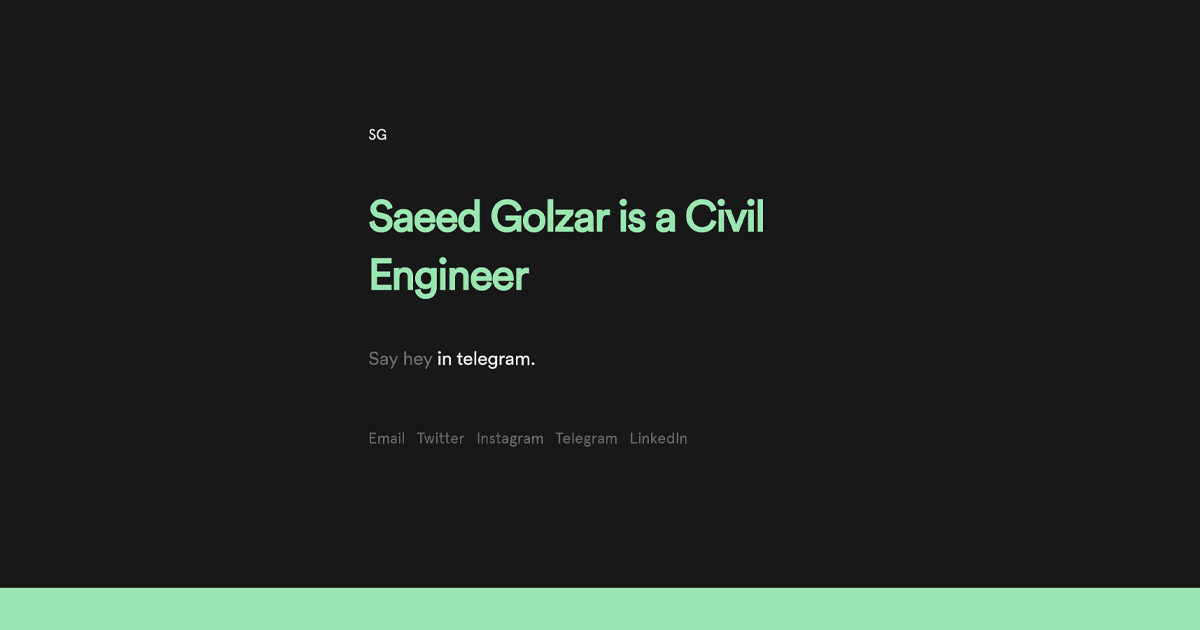 SG
Saeed Golzar is a Civil
Engineer
Say hey in telegram.
Email Twitter Instagram Telegram LinkedIn